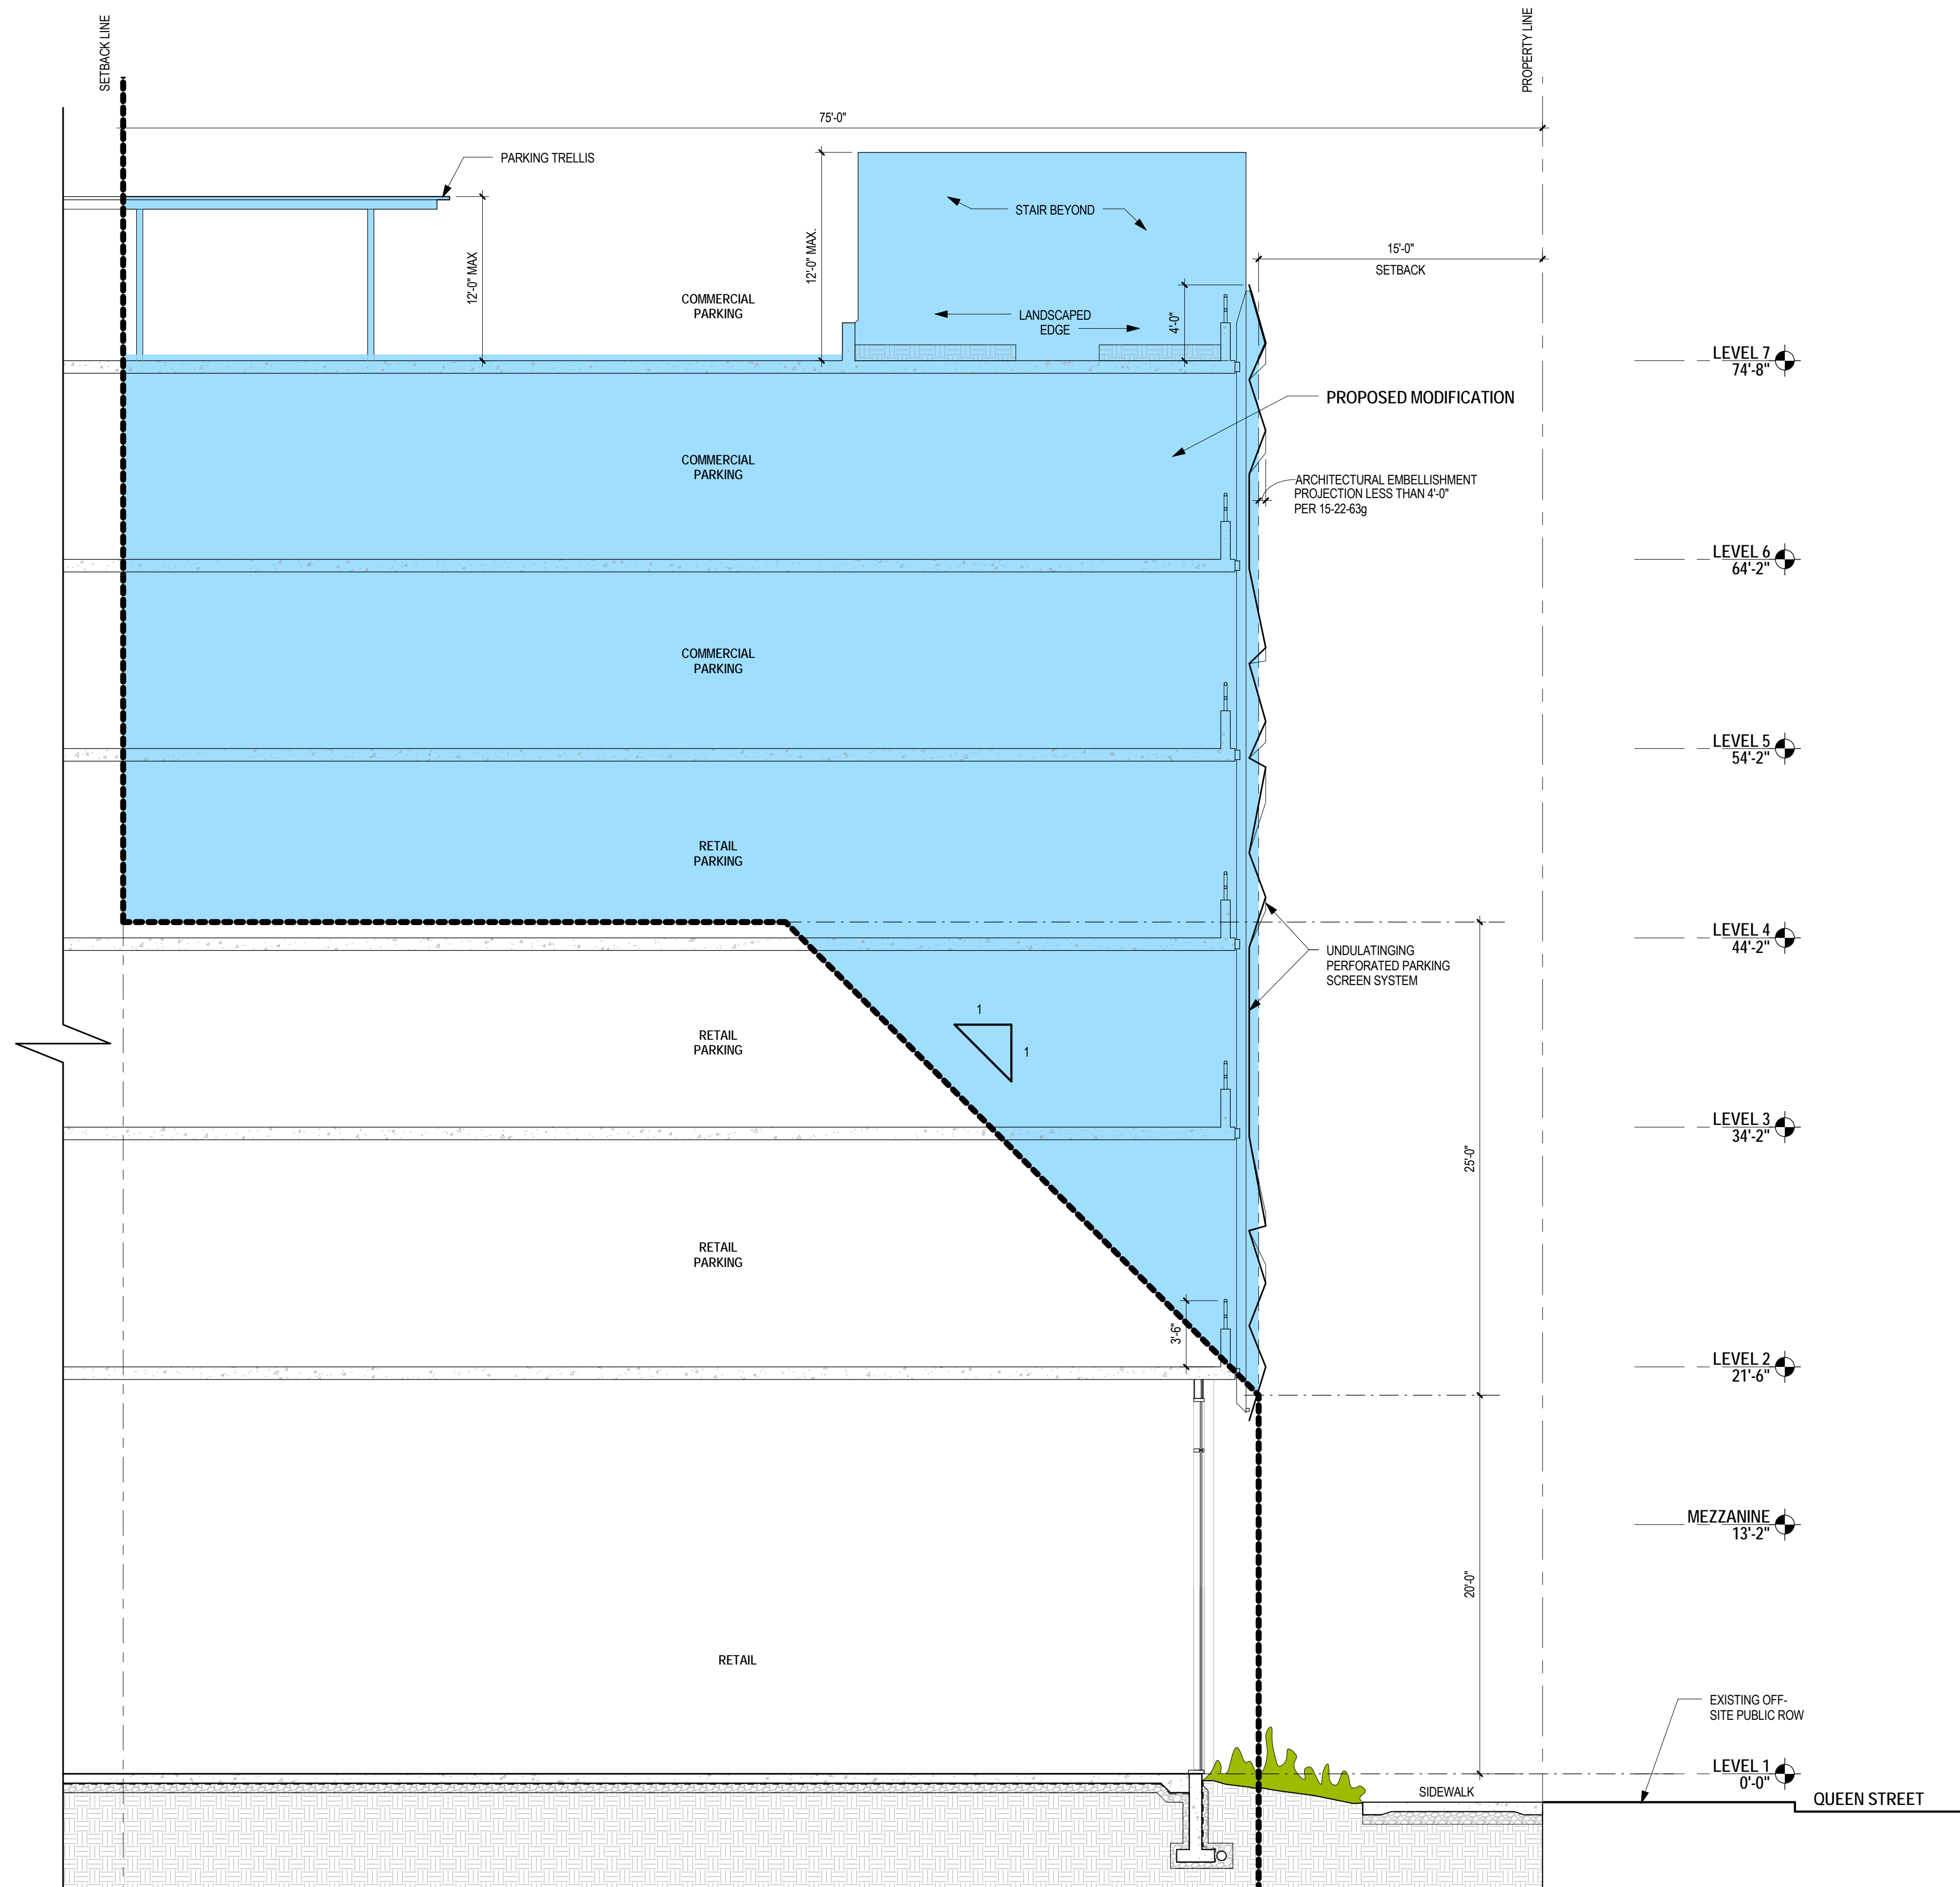 SETBACK LINE
PROPERTY LINE
75'-0"
PARKING TRELLIS
STAIR BEYOND
12'-0" MAX
12'-0" MAX.
15'-0"
SETBACK
COMMERCIAL
PARKING
LANDSCAPED
EDGE
4'-0"
LEVEL 7
74'-8"
PROPOSED MODIFICATION
COMMERCIAL
PARKING
ARCHITECTURAL EMBELLISHMENT
PROJECTION LESS THAN 4'-0"
PER 15-22-63g
LEVEL 6
64'-2"
COMMERCIAL
PARKING
LEVEL 5
54'-2"
RETAIL
PARKING
LEVEL 4
44'-2"
UNDULATINGING
PERFORATED PARKING
SCREEN SYSTEM
1
1
RETAIL
PARKING
LEVEL 3
34'-2"
25'-0"
RETAIL
PARKING
3'-6"
LEVEL 2
21'-6"
MEZZANINE
13'-2"
20'-0"
RETAIL
EXISTING OFF-
SITE PUBLIC ROW
LEVEL 1
0'-0"
SIDEWALK
QUEEN STREET